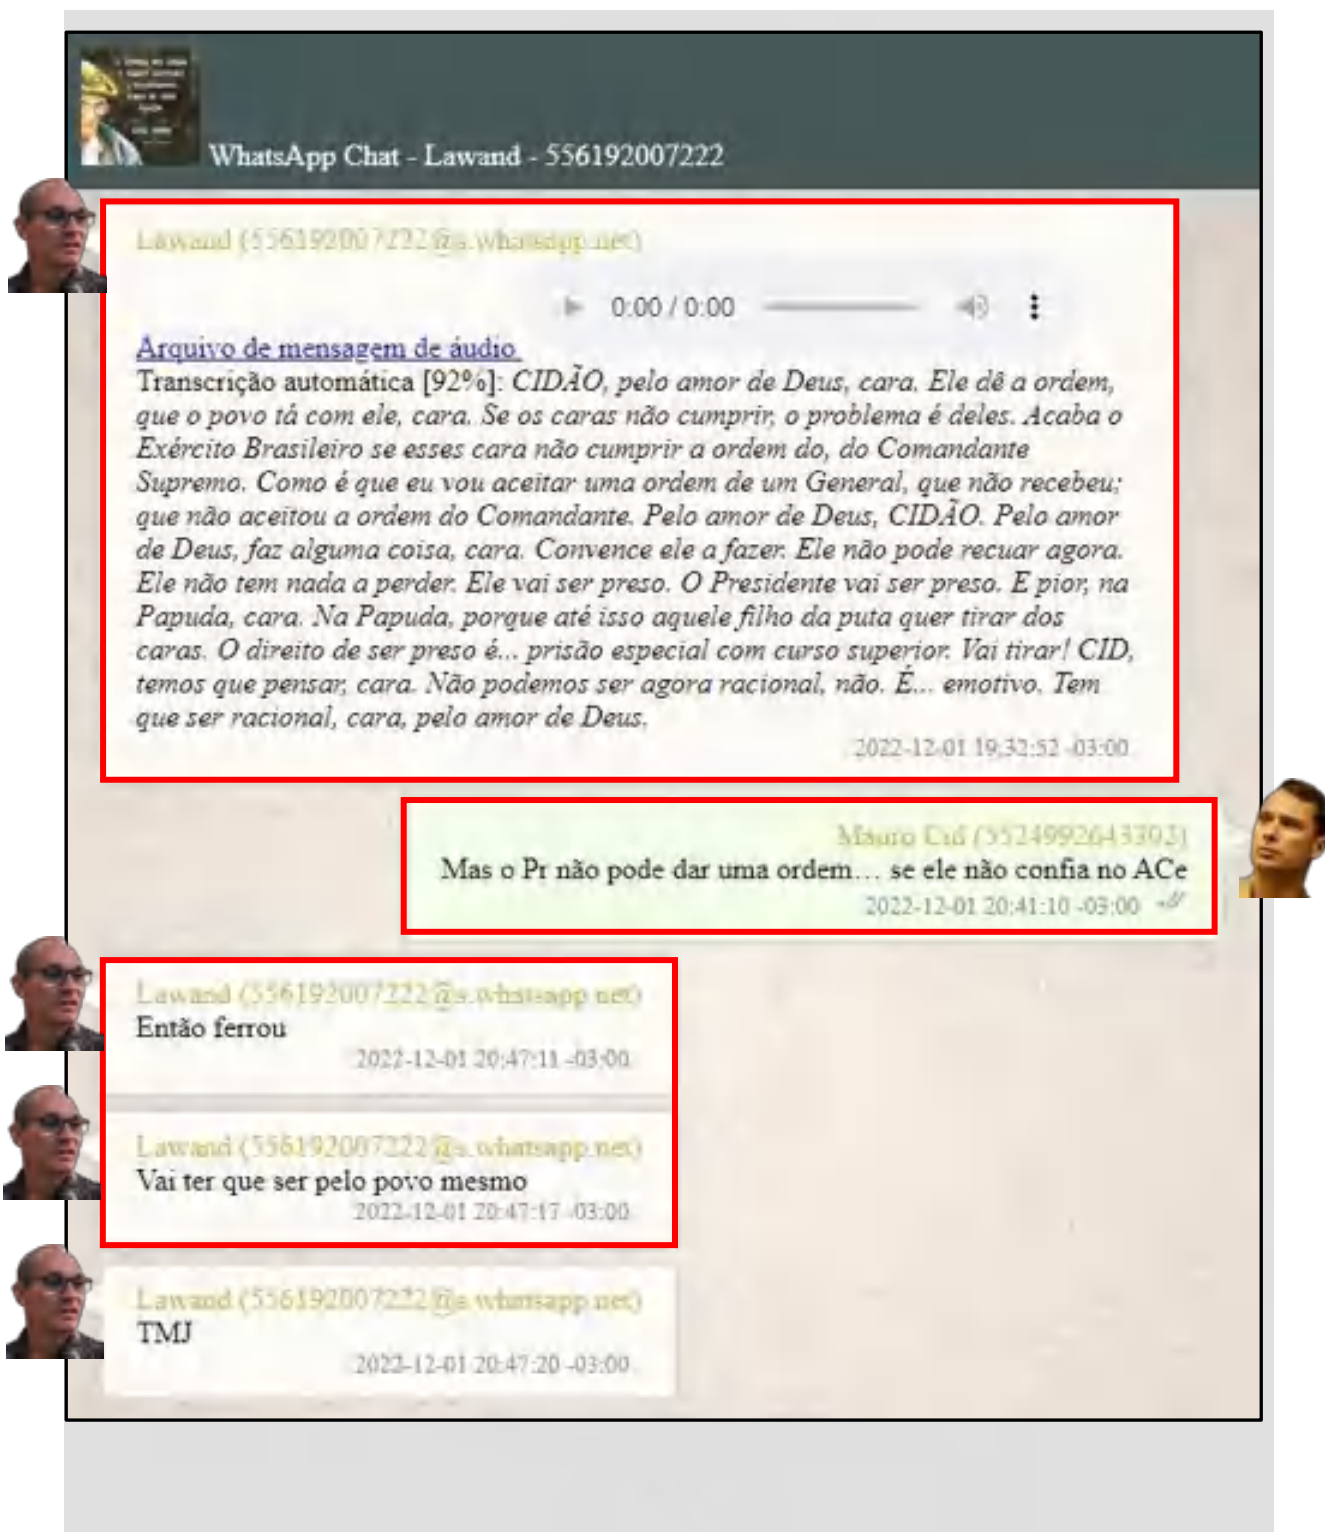 WhatsApp Chat - Lawand - 556192007222
Lawand (556192007222@s.whatsapp.net)
0:00 / 0:00
Arquivo de mensagem de áudio
Transcrição automática [92%]: CIDÃO, pelo amor de Deus, cara. Ele dê a ordem,
que o povo tá com ele, cara. Se os caras não cumprir, o problema é deles. Acaba o
Exército Brasileiro se esses cara não cumprir a ordem do, do Comandante
Supremo. Como é que eu vou aceitar uma ordem de um General, que não recebeu;
que não aceitou a ordem do Comandante. Pelo amor de Deus, CIDÃO. Pelo amor
de Deus, faz alguma coisa, cara. Convence ele a fazer. Ele não pode recuar agora.
Ele não tem nada a perder. Ele vai ser preso. O Presidente vai ser preso. E pior, na
Papuda, cara. Na Papuda, porque até isso aquele filho da puta quer tirar dos
caras. O direito de ser preso é... prisão especial com curso superior. Vai tirar! CID,
temos que pensar, cara. Não podemos ser agora racional, não. É... emotivo. Tem
que ser racional, cara, pelo amor de Deus.
2022-12-01 19:32:52 -03:00
Mauro Cid (5524992643302)
Mas o Pr não pode dar uma ordem... se ele não confia no ACe
2022-12-01 20:41:10 -03:00
Lawand (556192007222@s.whatsapp.net)
Então ferrou
2022-12-01 20:47:11 -03:00
Lawand (556192007222@s.whatsapp.net)
Vai ter que ser pelo povo mesmo
2022-12-01 20:47:17 -03:00
Lawand (556192007222@s.whatsapp.net)
TMJ
2022-12-01 20:47:20 -03:00